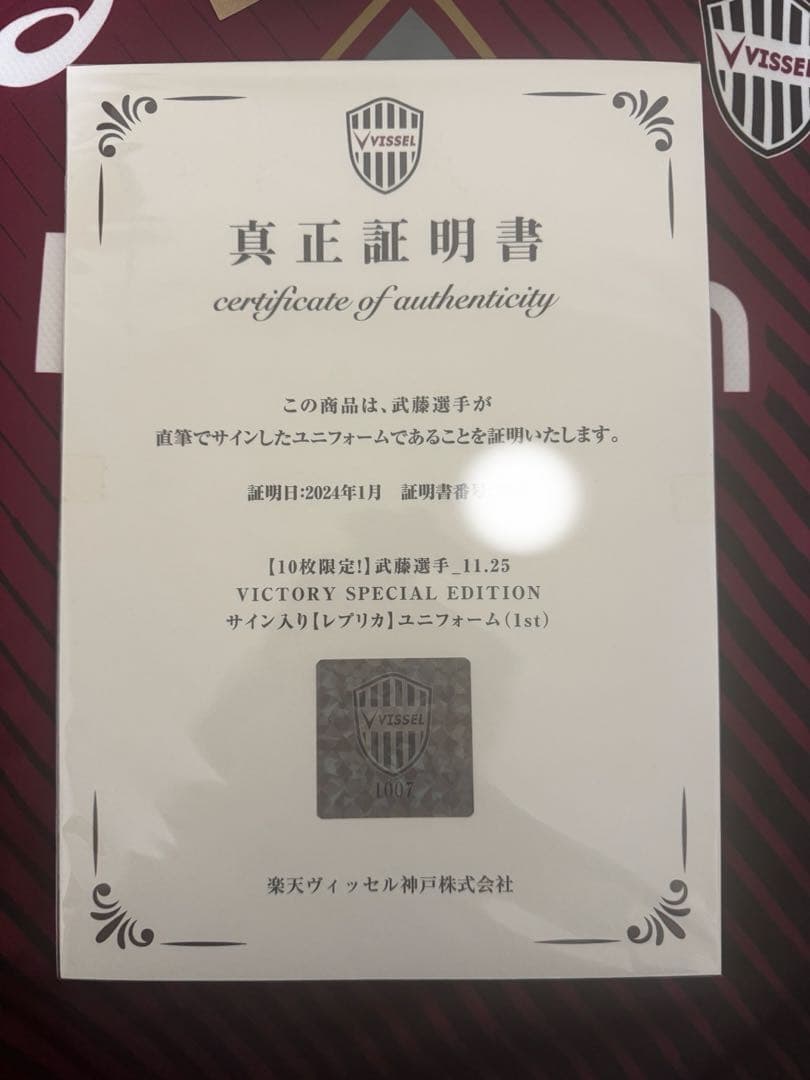 VISSEL
VISSEL
真正証明書
certificate of authenticity
この商品は、武藤選手が
直筆でサインしたユニフォームであることを証明いたします。
証明日:2024年1月 証明書番号
【10枚限定!】武藤選手_11.25
VICTORY SPECIAL EDITION
サイン入り【レプリカ】ユニフォーム(1st)
VISSEL
1007
楽天ヴィッセル神戸株式会社